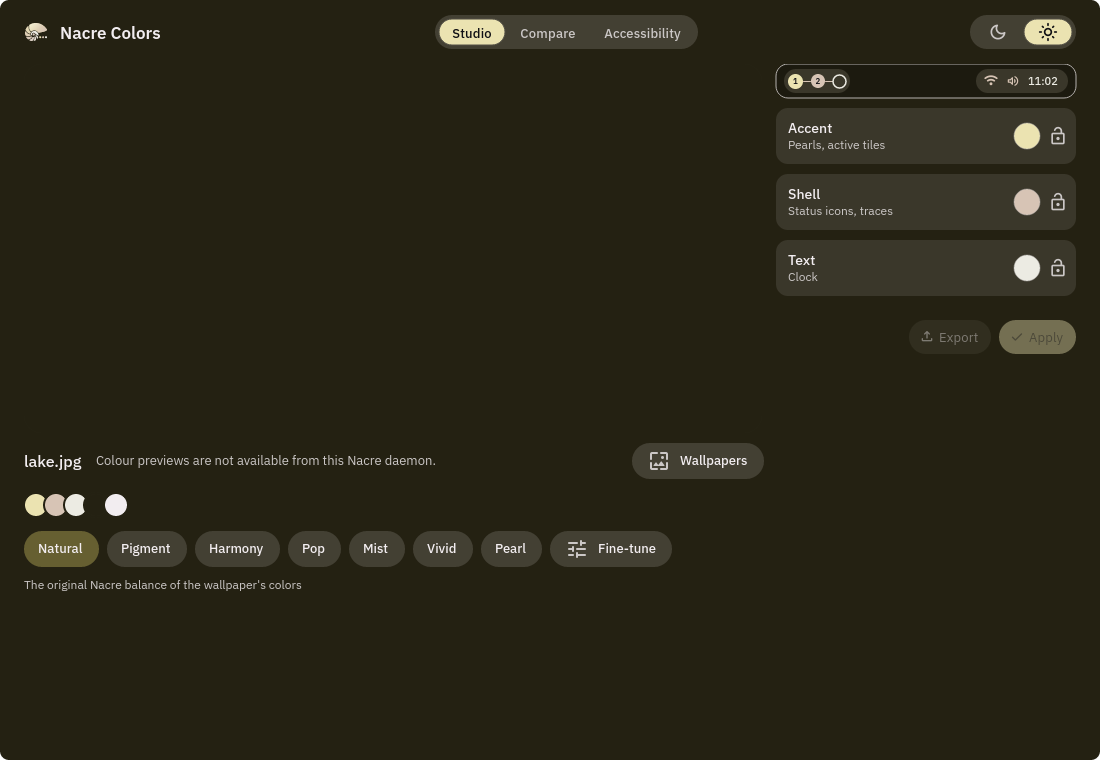 Nacre Colors
Studio Compare Accessibility
1 2 11:02
Accent
Pearls, active tiles
Shell
Status icons, traces
Text
Clock
Export Apply
lake.jpg Colour previews are not available from this Nacre daemon. Wallpapers
Natural Pigment Harmony Pop Mist Vivid Pearl Fine-tune
The original Nacre balance of the wallpaper's colors